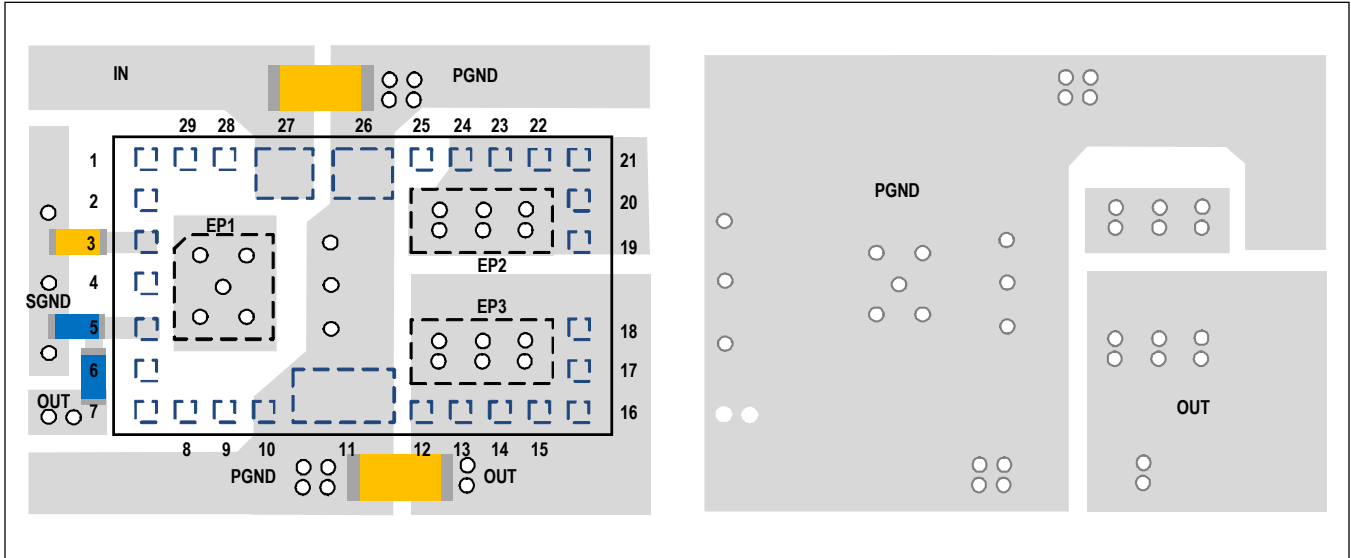 IN
PGND
29 28 27 26 25 24 23 22
1 21
2 20
EP1
3 19
EP2
4
SGND
EP3
5 18
6 17
OUT 7 16
8 9 10 11 12 13 14 15
PGND OUT
PGND
OUT